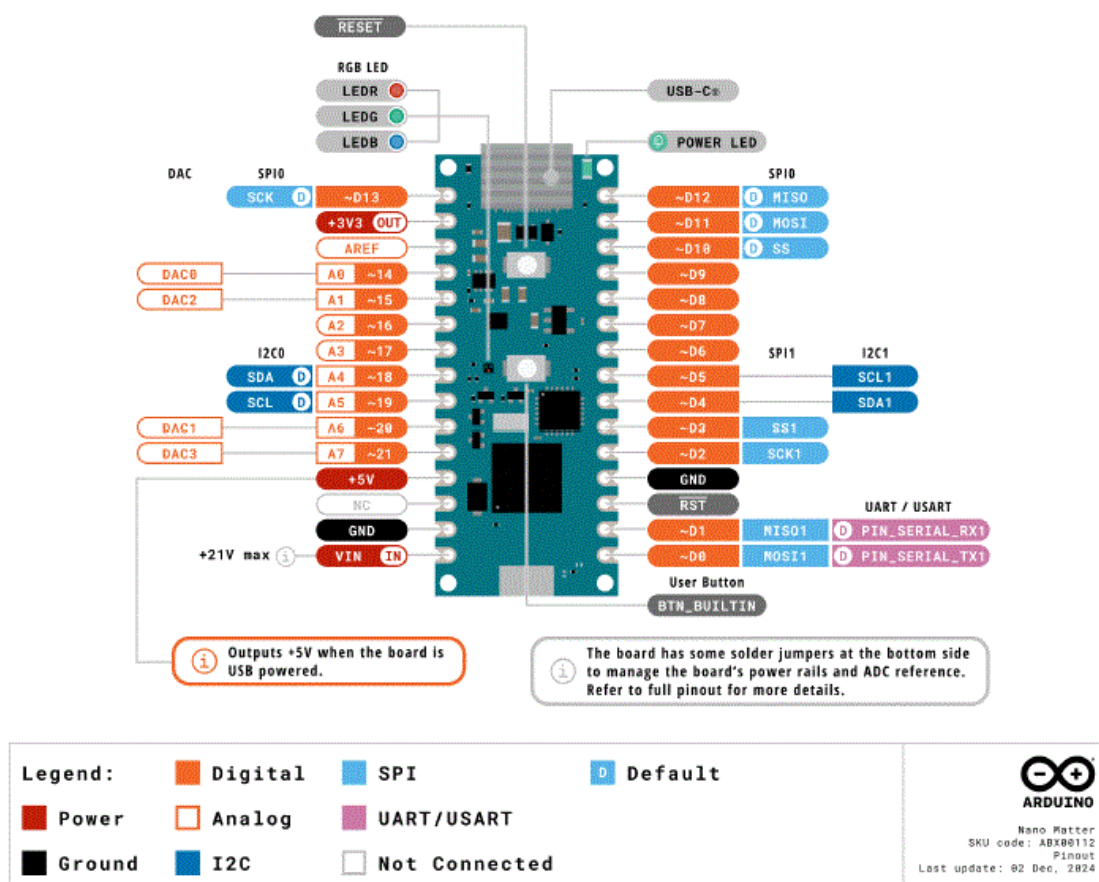 RESET
RGB LED
LEDR
LEDG
LEDB
USB-C®
POWER LED
DAC SPI0 SPI0
SCK D ~D13 ~D12 D MISO
+3V3 OUT ~D11 D MOSI
AREF ~D10 D SS
DAC0 A0 ~14 ~D9
DAC2 A1 ~15 ~D8
A2 ~16 ~D7
A3 ~17 ~D6
I2C0 SPI1 I2C1
SDA D A4 ~18 ~D5 SCL1
SCL D A5 ~19 ~D4 SDA1
DAC1 A6 ~20 ~D3 SS1
DAC3 A7 ~21 ~D2 SCK1
+5V GND
NC RST
UART / USART
GND ~D1 MISO1 D PIN_SERIAL_RX1
+21V max i VIN IN ~D0 MOSI1 D PIN_SERIAL_TX1
User Button
BTN_BUILTIN
i Outputs +5V when the board is
USB powered.
i The board has some solder jumpers at the bottom side
to manage the board's power rails and ADC reference.
Refer to full pinout for more details.
Legend:
Digital
SPI
D Default
Power
Analog
UART/USART
Ground
I2C
Not Connected
ARDUINO
Nano Matter
SKU code: ABX00112
Pinout
Last update: 02 Dec, 2024